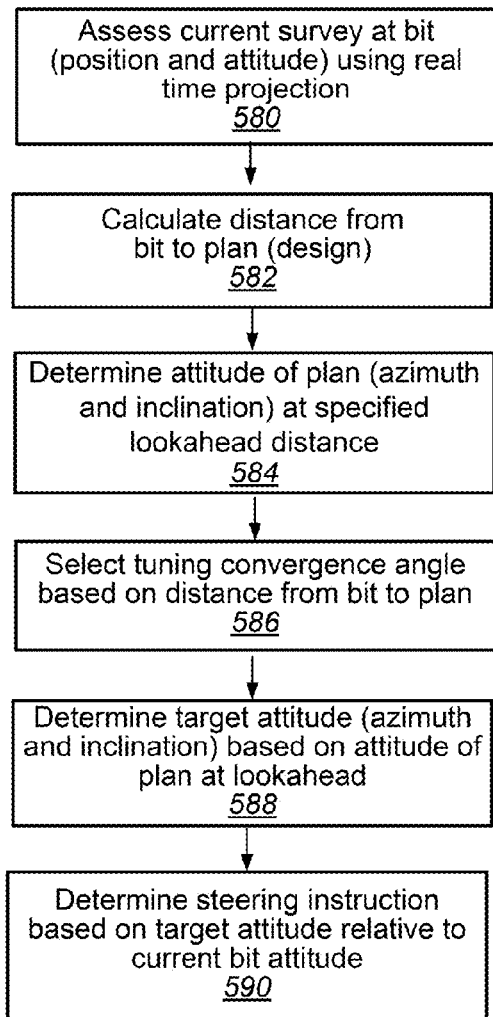 Assess current survey at bit
(position and attitude) using real
time projection
580
Calculate distance from
bit to plan (design)
582
Determine attitude of plan (azimuth
and inclination) at specified
lookahead distance
584
Select tuning convergence angle
based on distance from bit to plan
586
Determine target attitude (azimuth
and inclination) based on attitude of
plan at lookahead
588
Determine steering instruction
based on target attitude relative to
current bit attitude
590